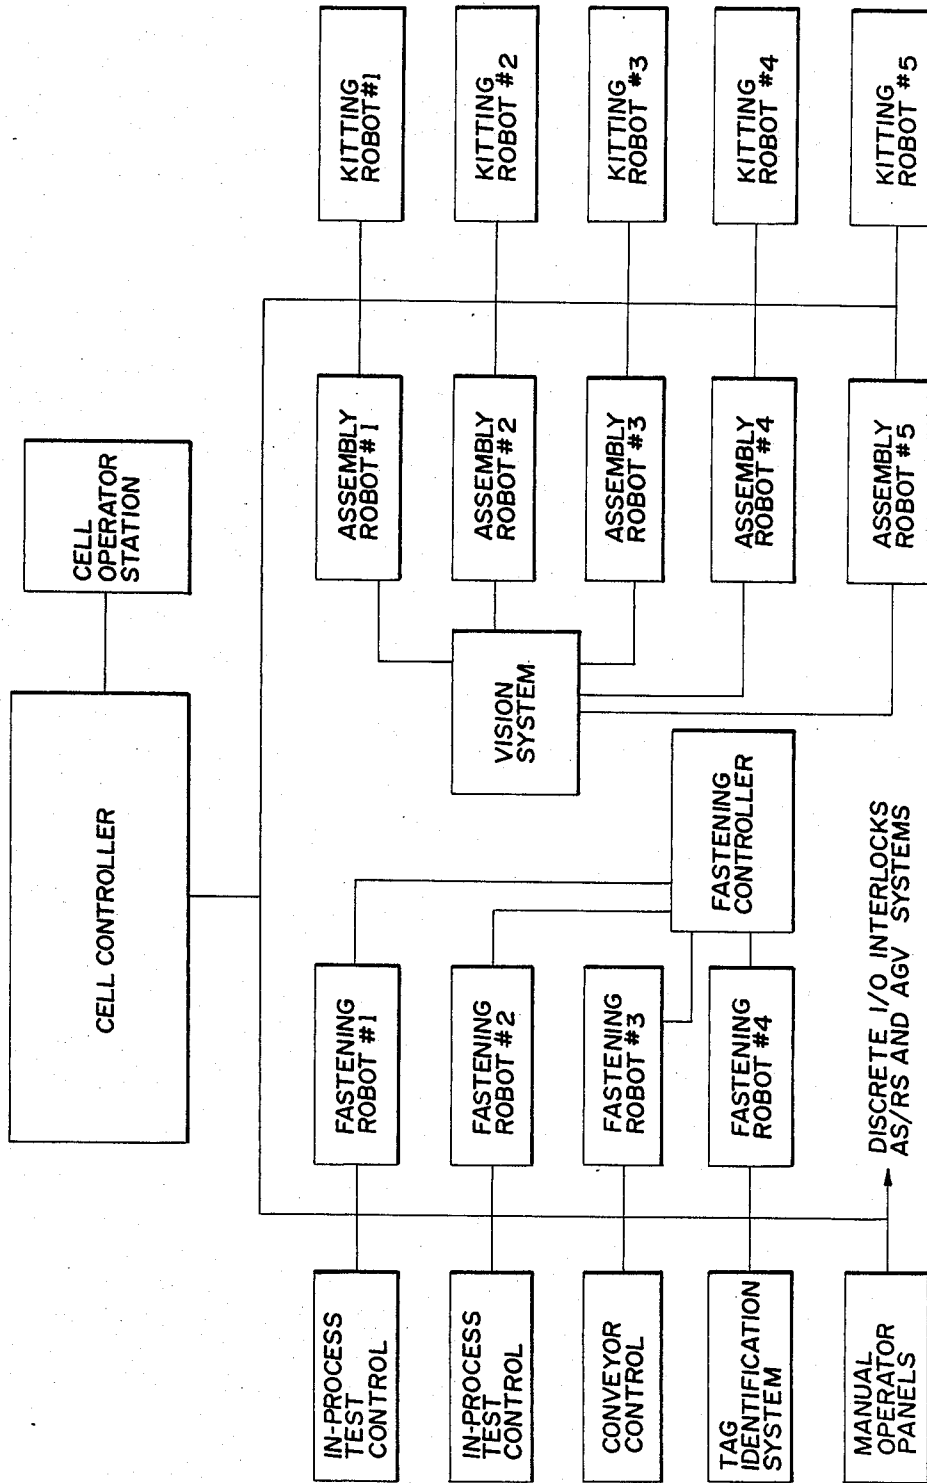 CELL CONTROLLER
CELL
OPERATOR
STATION
IN-PROCESS
TEST
CONTROL
FASTENING
ROBOT #1
ASSEMBLY
ROBOT #1
KITTING
ROBOT#1
IN-PROCESS
TEST
CONTROL
FASTENING
ROBOT #2
VISION
SYSTEM
ASSEMBLY
ROBOT #2
KITTING
ROBOT #2
CONVEYOR
CONTROL
FASTENING
ROBOT #3
ASSEMBLY
ROBOT #3
KITTING
ROBOT #3
TAG
IDENTIFICATION
SYSTEM
FASTENING
ROBOT #4
FASTENING
CONTROLLER
ASSEMBLY
ROBOT #4
KITTING
ROBOT #4
MANUAL
OPERATOR
PANELS
DISCRETE I/O INTERLOCKS
AS/RS AND AGV SYSTEMS
ASSEMBLY
ROBOT #5
KITTING
ROBOT #5